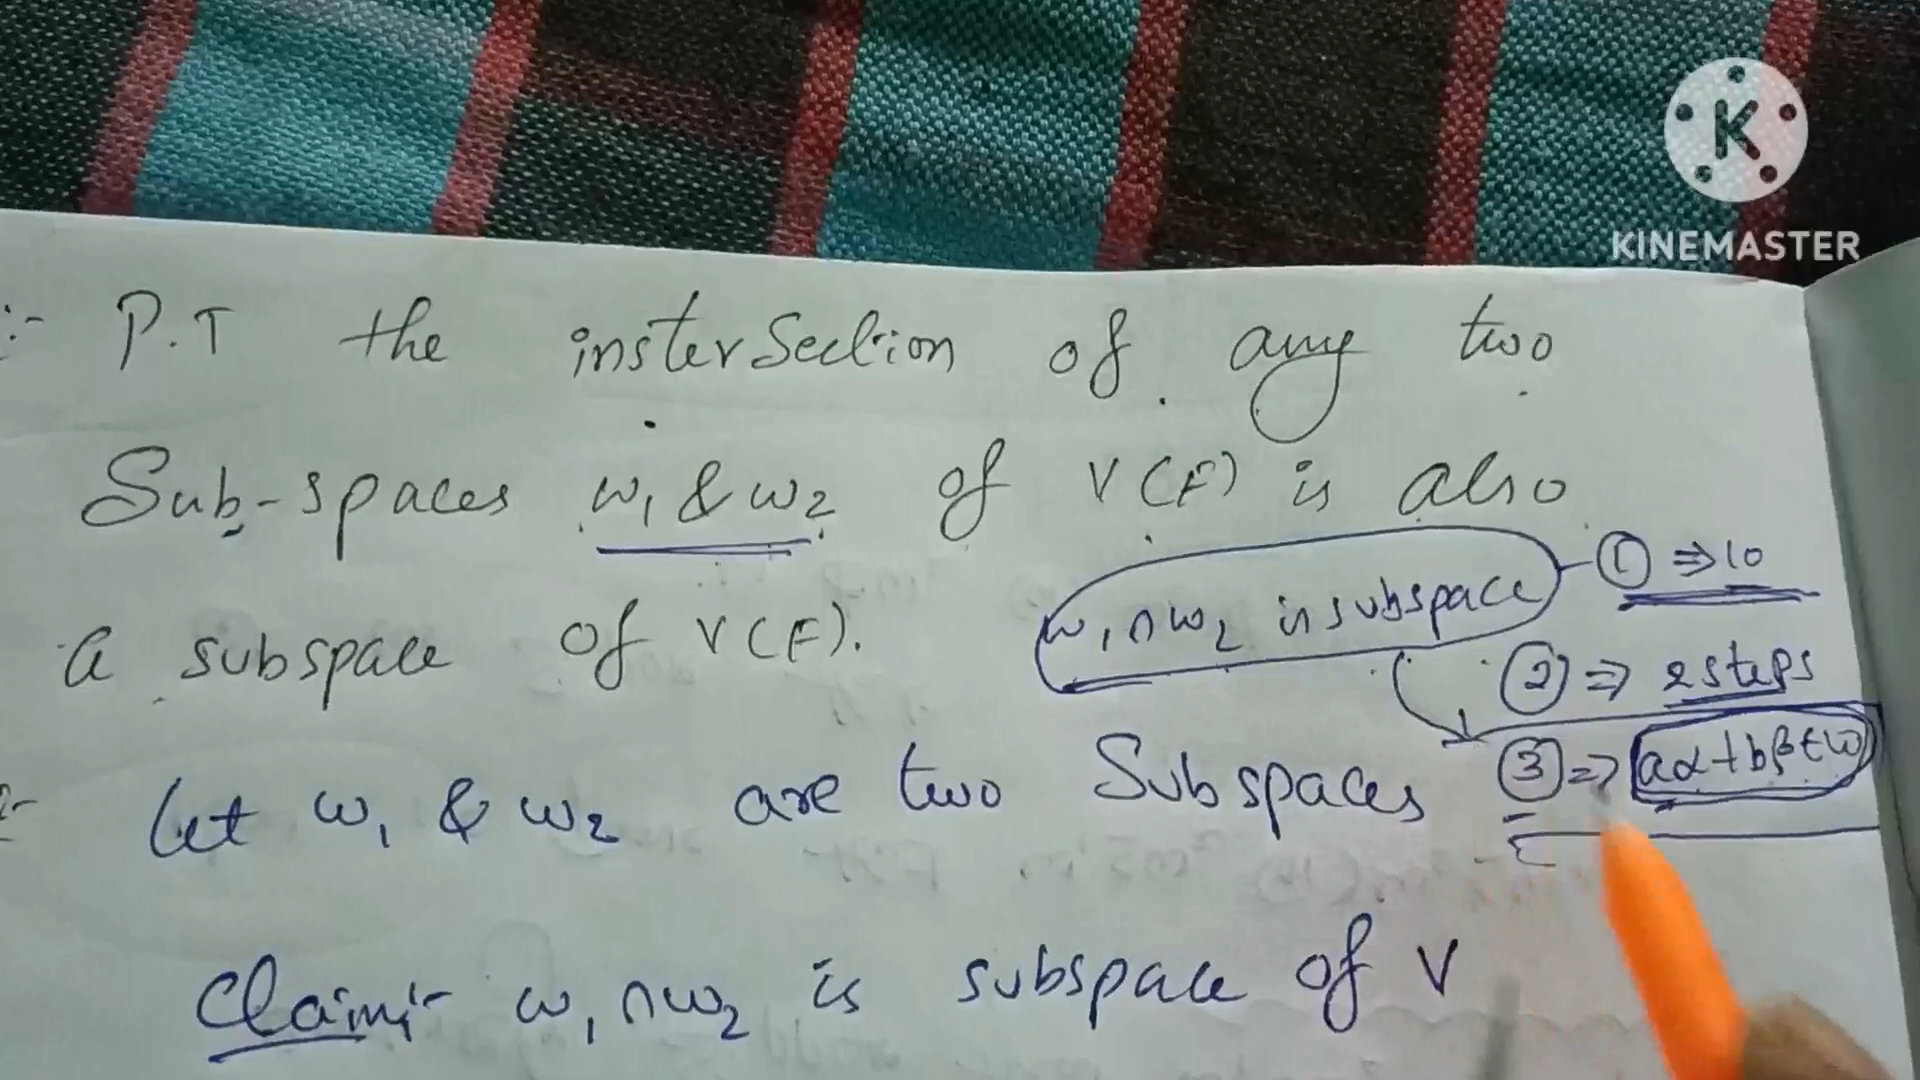 K
KINEMASTER
:- P.T the instersection of any two
Sub-spaces w₁ & w₂ of V(F) is also
a subspace of V(F).
w₁∩w₂ is subspace - ① ⇒ 10
② ⇒ 2 steps
③ ⇒ aα+bβ∈W
Let w₁ & w₂ are two Subspaces
Claim:- w₁∩w₂ is subspace of V